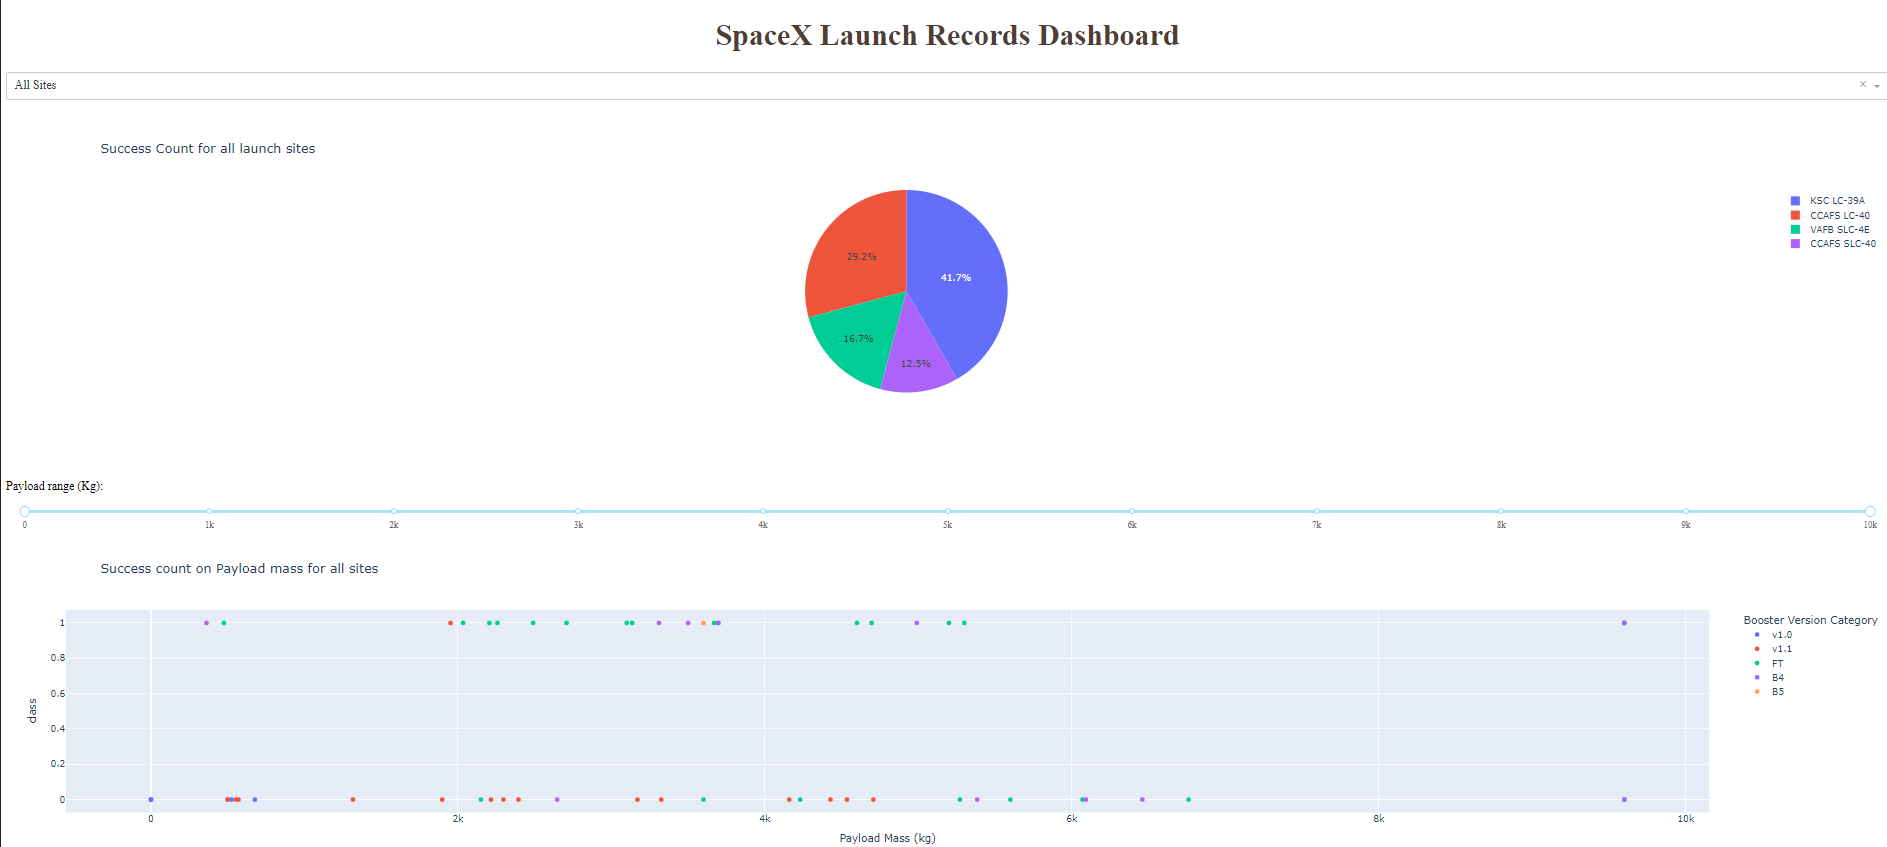 SpaceX Launch Records Dashboard
All Sites
Success Count for all launch sites
KSC LC-39A
CCAFS LC-40
VAFB SLC-4E
CCAFS SLC-40
29.2%
41.7%
16.7%
12.5%
Payload range (Kg):
0 1k 2k 3k 4k 5k 6k 7k 8k 9k 10k
Success count on Payload mass for all sites
Booster Version Category
v1.0
v1.1
FT
B4
B5
class
1
0.8
0.6
0.4
0.2
0
0 2k 4k 6k 8k 10k
Payload Mass (kg)